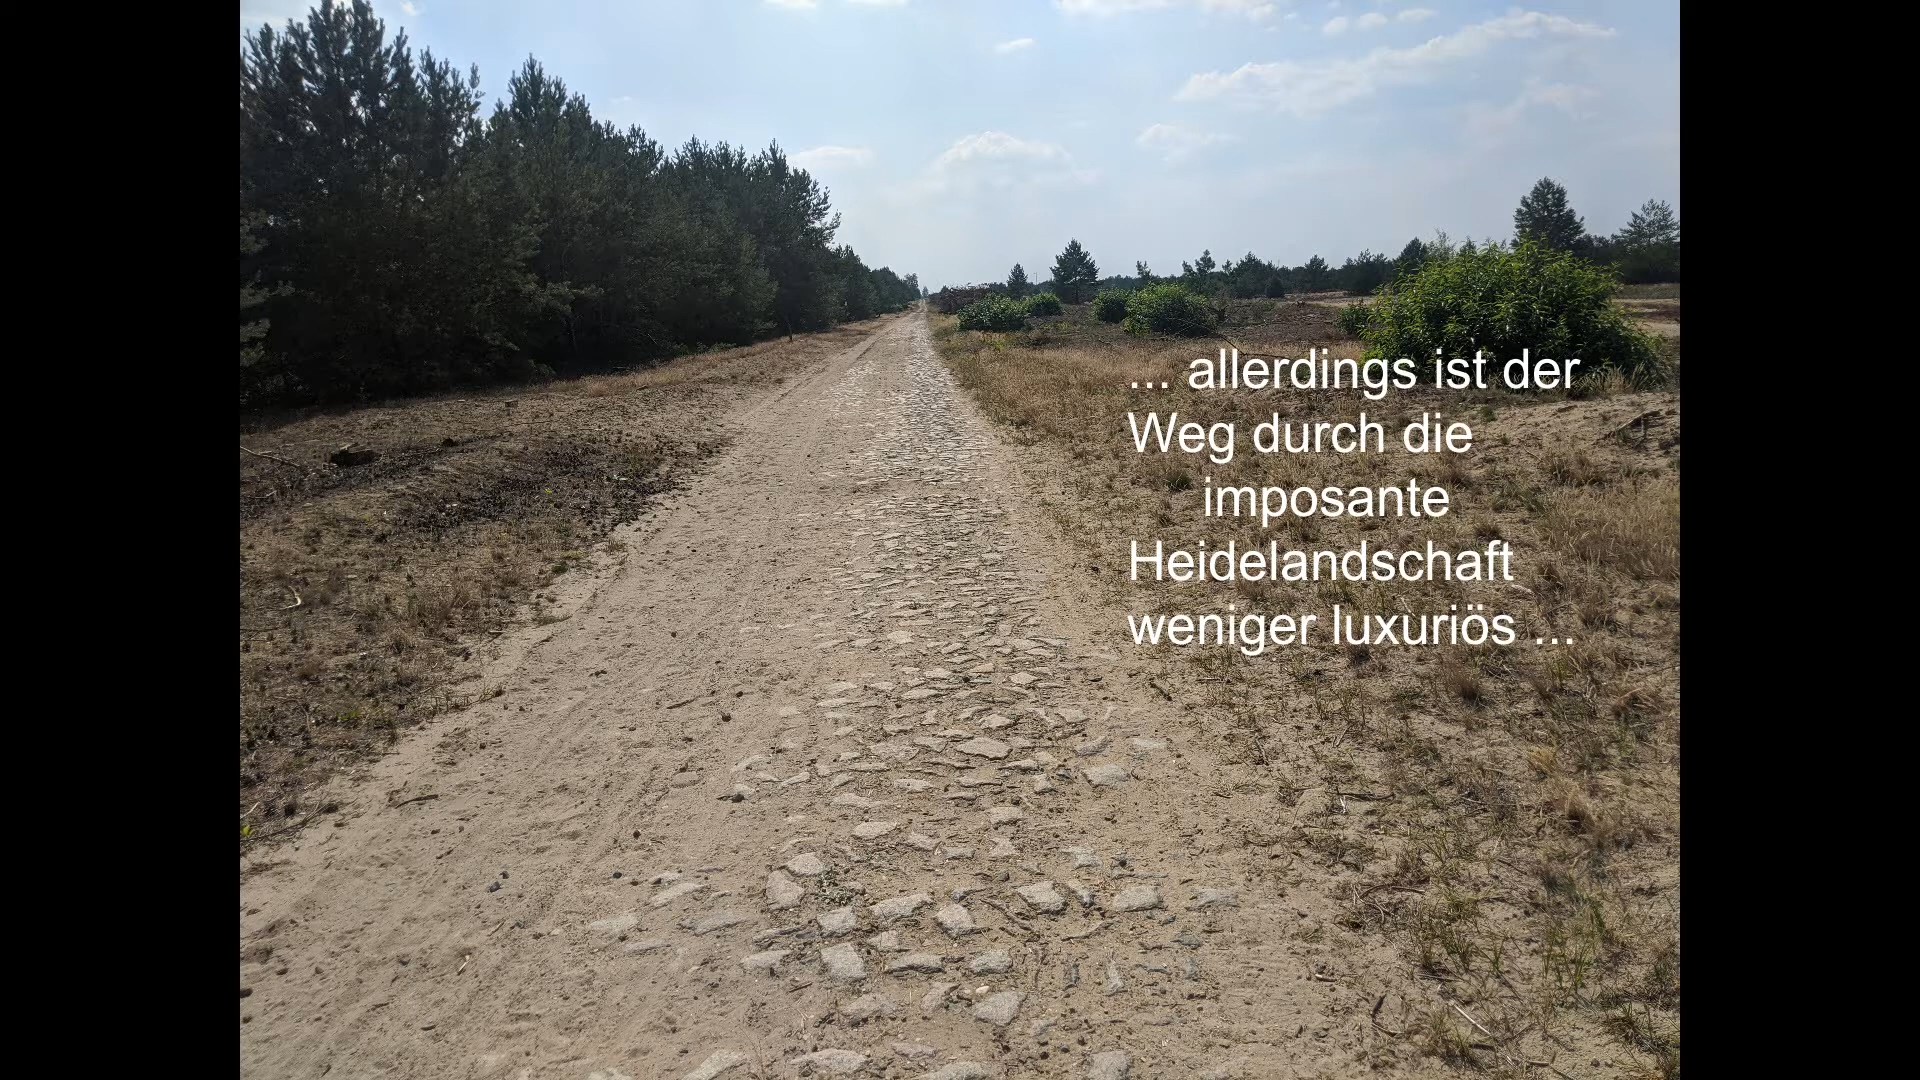 ... allerdings ist der
Weg durch die
imposante
Heidelandschaft
weniger luxuriös ...